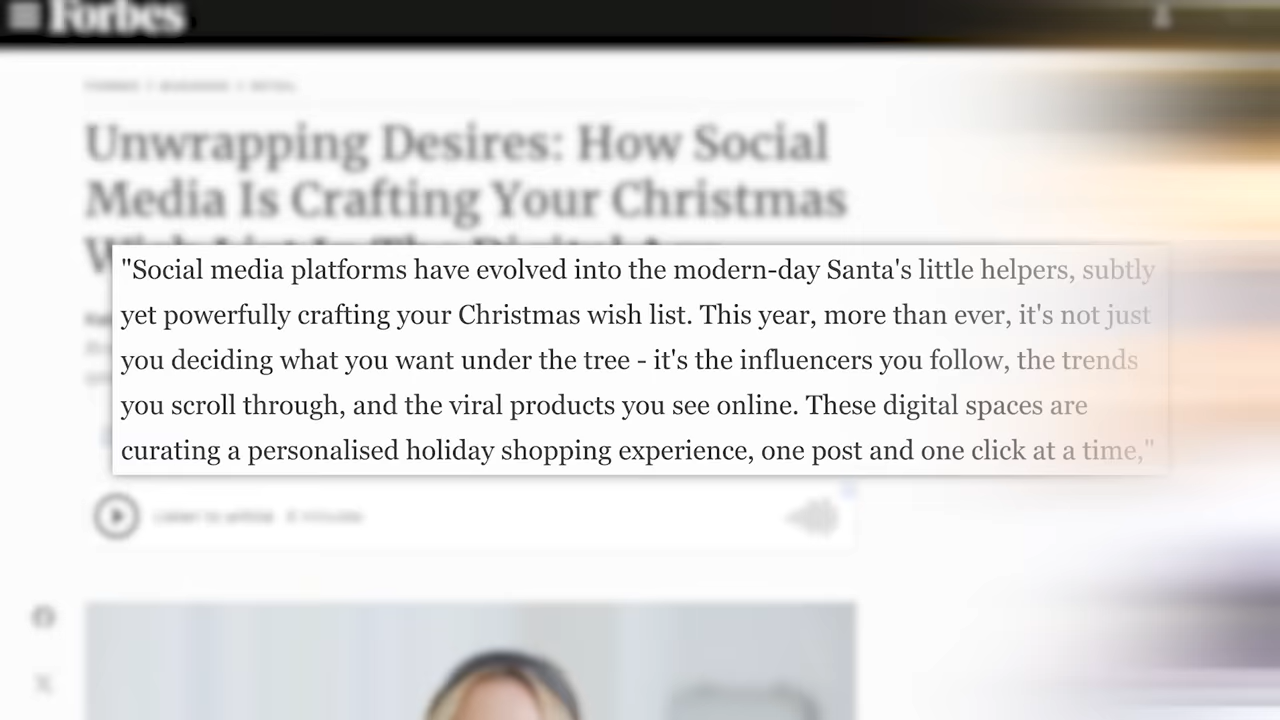 Forbes
Unwrapping Desires: How Social
Media Is Crafting Your Christmas
"Social media platforms have evolved into the modern-day Santa's little helpers, subtly
yet powerfully crafting your Christmas wish list. This year, more than ever, it's not just
you deciding what you want under the tree - it's the influencers you follow, the trends
you scroll through, and the viral products you see online. These digital spaces are
curating a personalised holiday shopping experience, one post and one click at a time,"
Listen to article